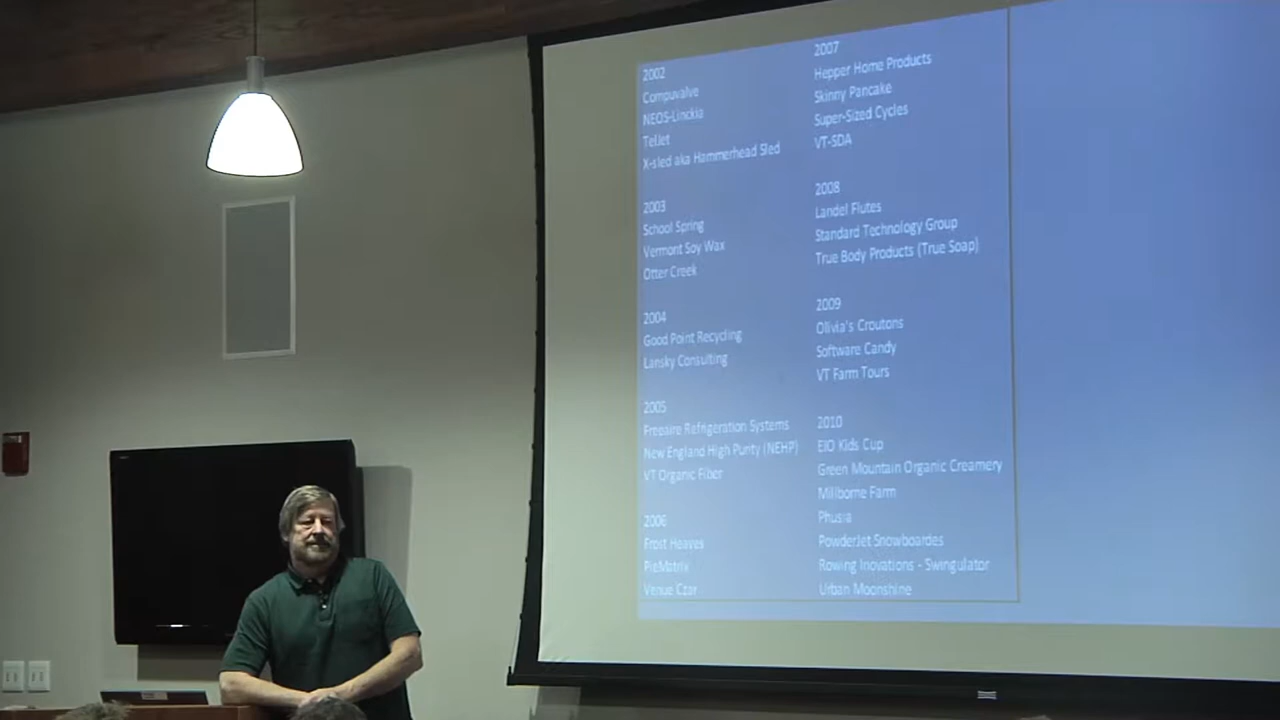 2002
Compuvalve
NEOS-Linckia
TelJet
X-sled aka Hammerhead Sled
2003
School Spring
Vermont Soy Wax
Otter Creek
2004
Good Point Recycling
Lansky Consulting
2005
Freeaire Refrigeration Systems
New England High Purity (NEHP)
VT Organic Fiber
2006
Frost Heaves
PieMatrix
Venue Czar
2007
Hepper Home Products
Skinny Pancake
Super-Sized Cycles
VT-SDA
2008
Landel Flutes
Standard Technology Group
True Body Products (True Soap)
2009
Olivia's Croutons
Software Candy
VT Farm Tours
2010
EIO Kids Cup
Green Mountain Organic Creamery
Millborne Farm
Phusia
PowderJet Snowboardes
Rowing Inovations - Swingulator
Urban Moonshine